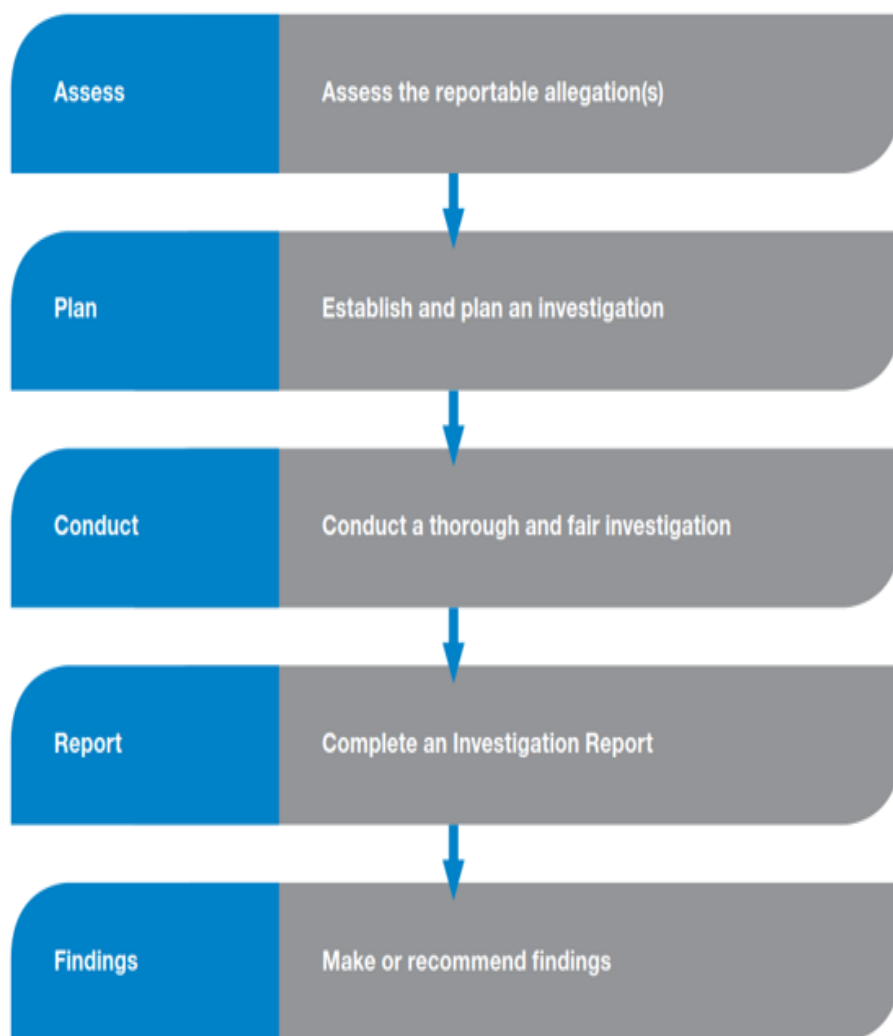 Assess
Assess the reportable allegation(s)
Plan
Establish and plan an investigation
Conduct
Conduct a thorough and fair investigation
Report
Complete an Investigation Report
Findings
Make or recommend findings